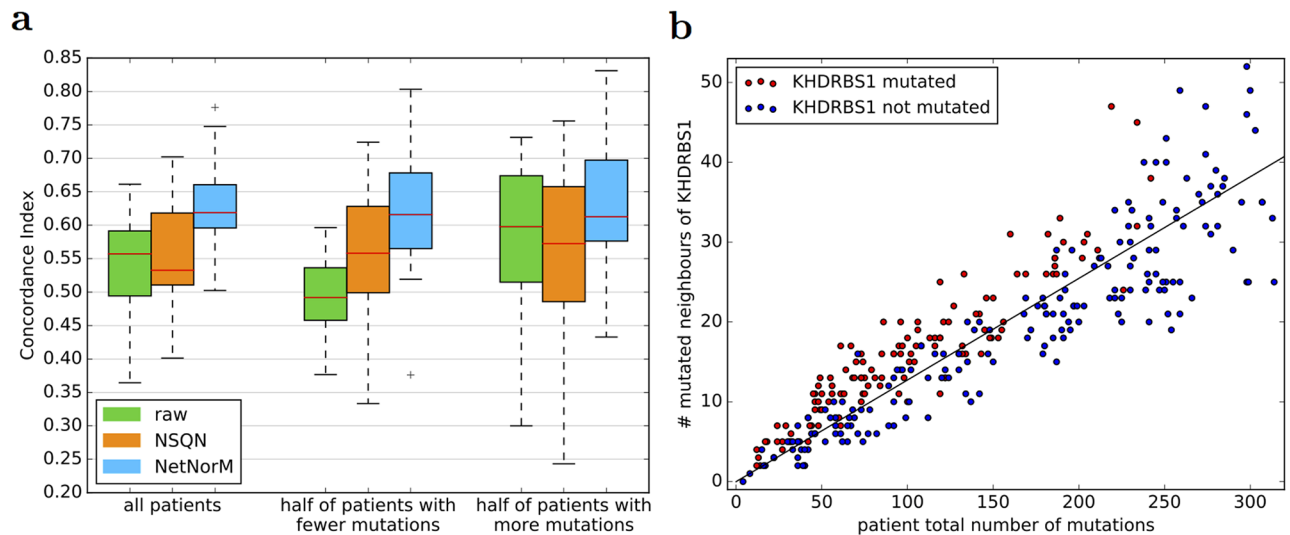 a
0.85
0.80
0.75
0.70
0.65
0.60
0.55
0.50
0.45
0.40
0.35
0.30
0.25
0.20
Concordance Index
raw
NSQN
NetNorM
all patients
half of patients with
fewer mutations
half of patients with
more mutations
b
50
40
30
20
10
0
# mutated neighbours of KHDRBS1
KHDRBS1 mutated
KHDRBS1 not mutated
0
50
100
150
200
250
300
patient total number of mutations